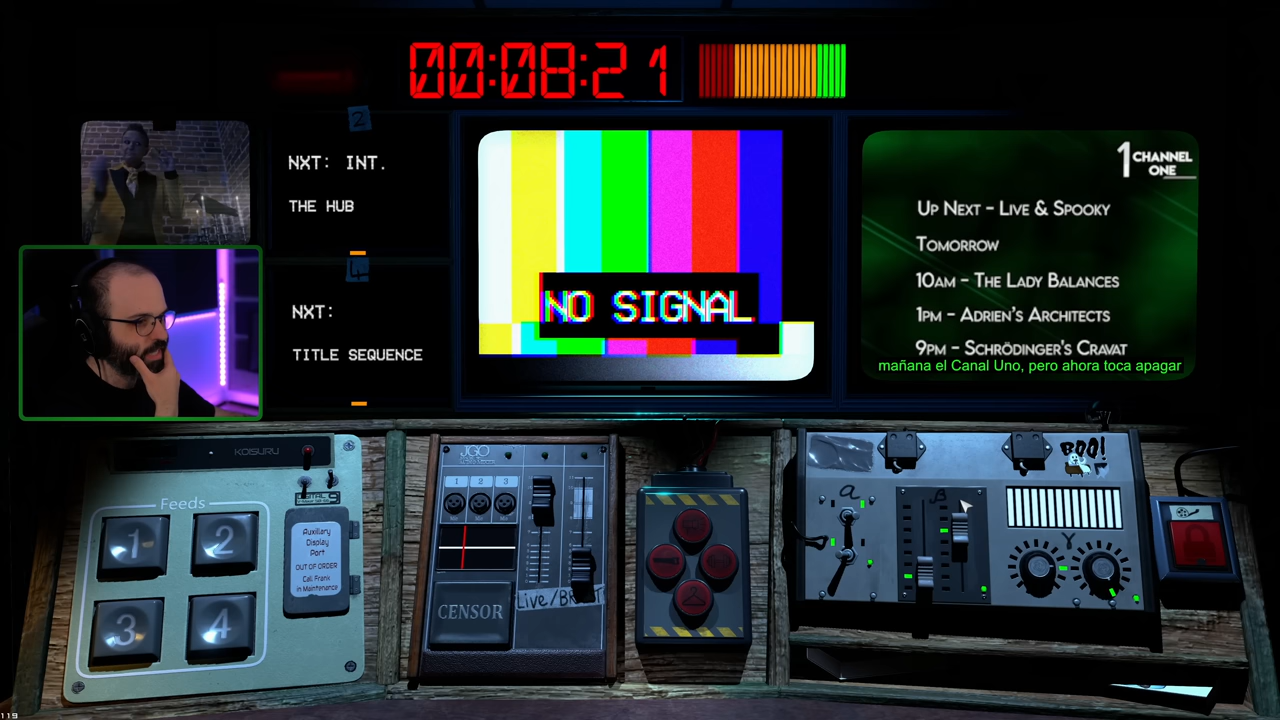 00:08:21
2
NXT: INT.
THE HUB
NXT:
TITLE SEQUENCE
NO SIGNAL
1 CHANNEL
ONE
UP NEXT - LIVE & SPOOKY
TOMORROW
10AM - THE LADY BALANCES
1PM - ADRIEN'S ARCHITECTS
9PM - SCHRÖDINGER'S CRAVAT
mañana el Canal Uno, pero ahora toca apagar
KOISURU
Feeds
1
2
3
4
Auxiliary
Display
Port
OUT OF ORDER
Call Frank
in Maintenance
JGO
1 2 3
CENSOR
Live/
BOO!
α
β
γ
119